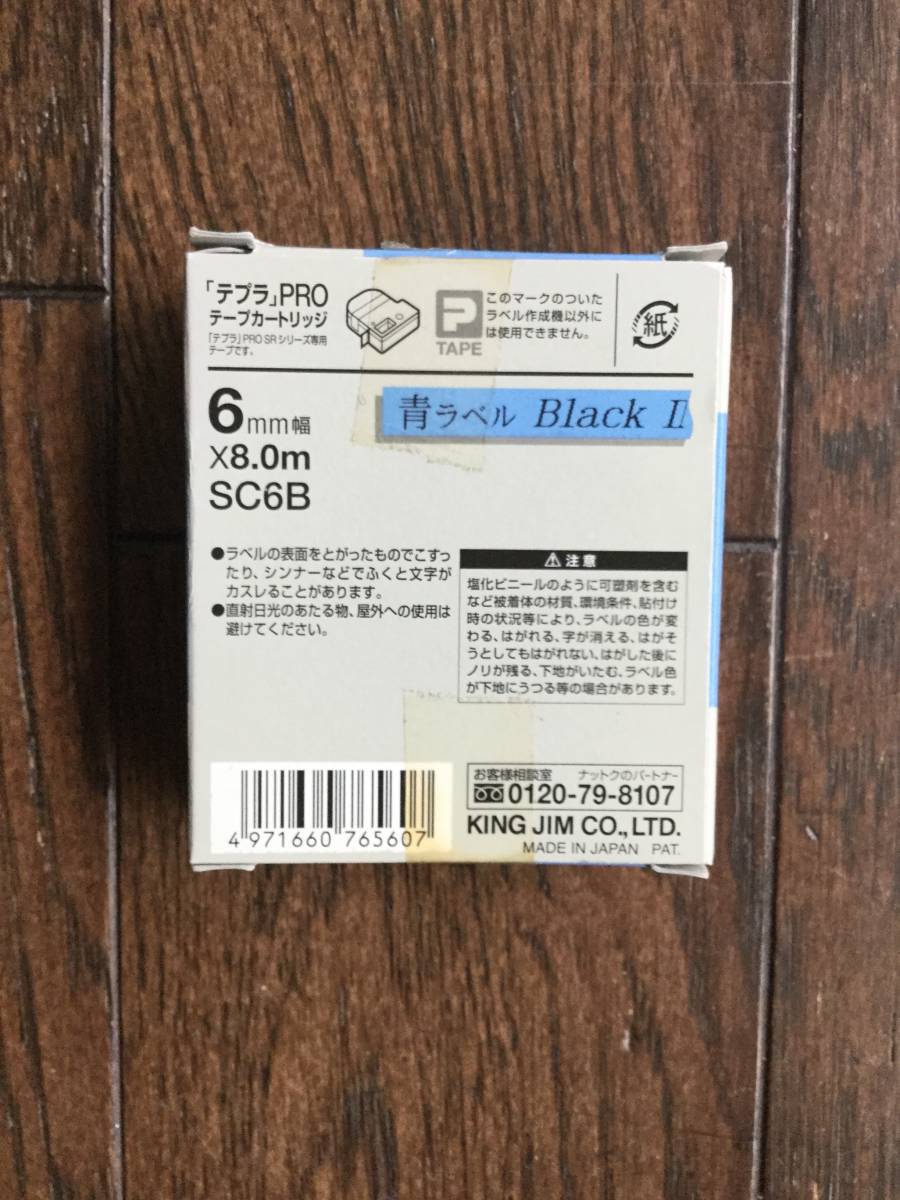 「テプラ」PRO
テープカートリッジ
「テプラ」PRO SRシリーズ専用
テープです。
P
TAPE
このマークのついた
ラベル作成機以外に
は使用できません。
紙
6mm幅
X8.0m
SC6B
青ラベル Black
●ラベルの表面をとがったものでこすっ
たり、シンナーなどでふくと文字が
カスレることがあります。
●直射日光のあたる物、屋外への使用は
避けてください。
注意
塩化ビニールのように可塑剤を含む
など被着体の材質、環境条件、貼付け
時の状況等により、ラベルの色が変
わる、はがれる、字が消える、はがそ
うとしてもはがれない、はがした後に
ノリが残る、下地がいたむ、ラベル色
が下地にうつる等の場合があります。
4 971660 765607
お客様相談室 ナットクのパートナー
0120-79-8107
KING JIM CO.,LTD.
MADE IN JAPAN PAT.